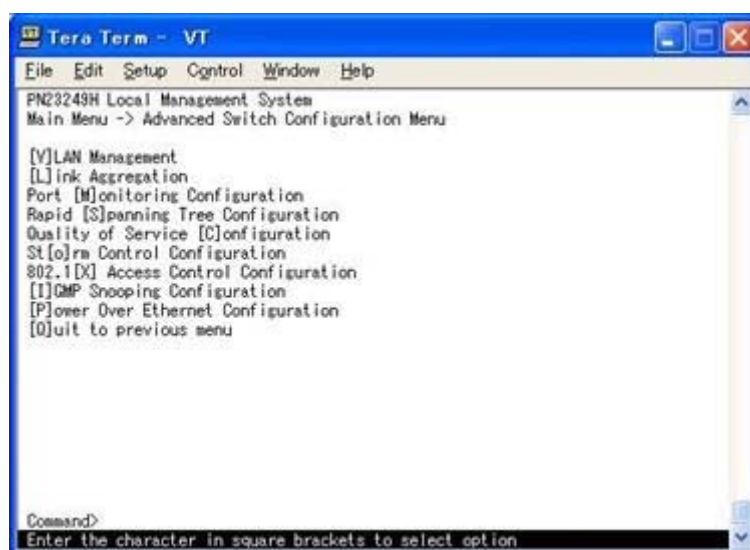 Tera Term - VT
File Edit Setup Control Window Help
PN23249H Local Management System
Main Menu -> Advanced Switch Configuration Menu
[V]LAN Management
[L]ink Aggregation
Port [M]onitoring Configuration
Rapid [S]panning Tree Configuration
Quality of Service [C]onfiguration
St[o]rm Control Configuration
802.1[X] Access Control Configuration
[I]GMP Snooping Configuration
[P]ower Over Ethernet Configuration
[Q]uit to previous menu
Command>
Enter the character in square brackets to select option